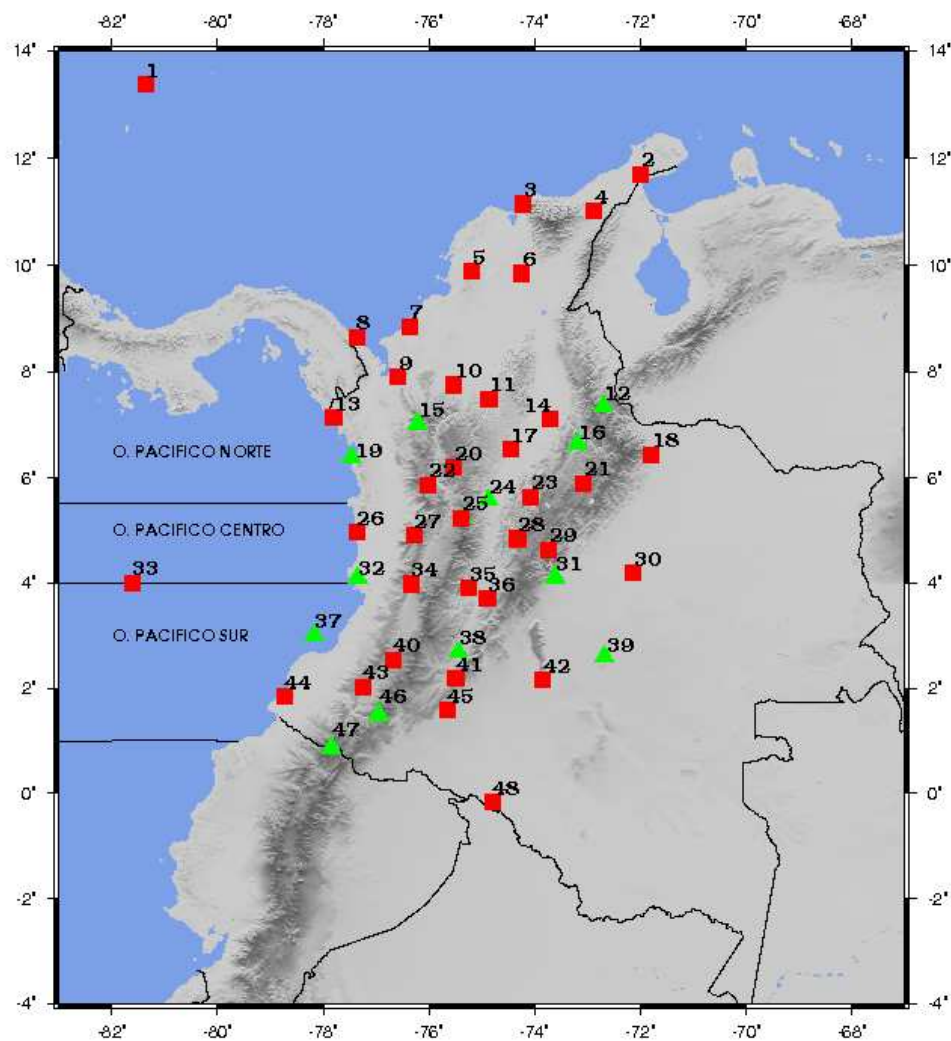 -82° -80° -78° -76° -74° -72° -70° -68°
14° 14°
1
12° 2 12°
3 4
10° 5 6 10°
7
8
8° 9 10 8°
11 12
13 14
15 16
17 18
O. PACIFICO NORTE 19 20
6° 22 21 6°
24 23
25
O. PACIFICO CENTRO 26 27 28
29
33 32 34 35 31 30
4° 36 4°
37
O. PACIFICO SUR 38 39
40
41 42
2° 44 43 2°
46 45
47
0° 48 0°
-2° -2°
-4° -4°
-82° -80° -78° -76° -74° -72° -70° -68°